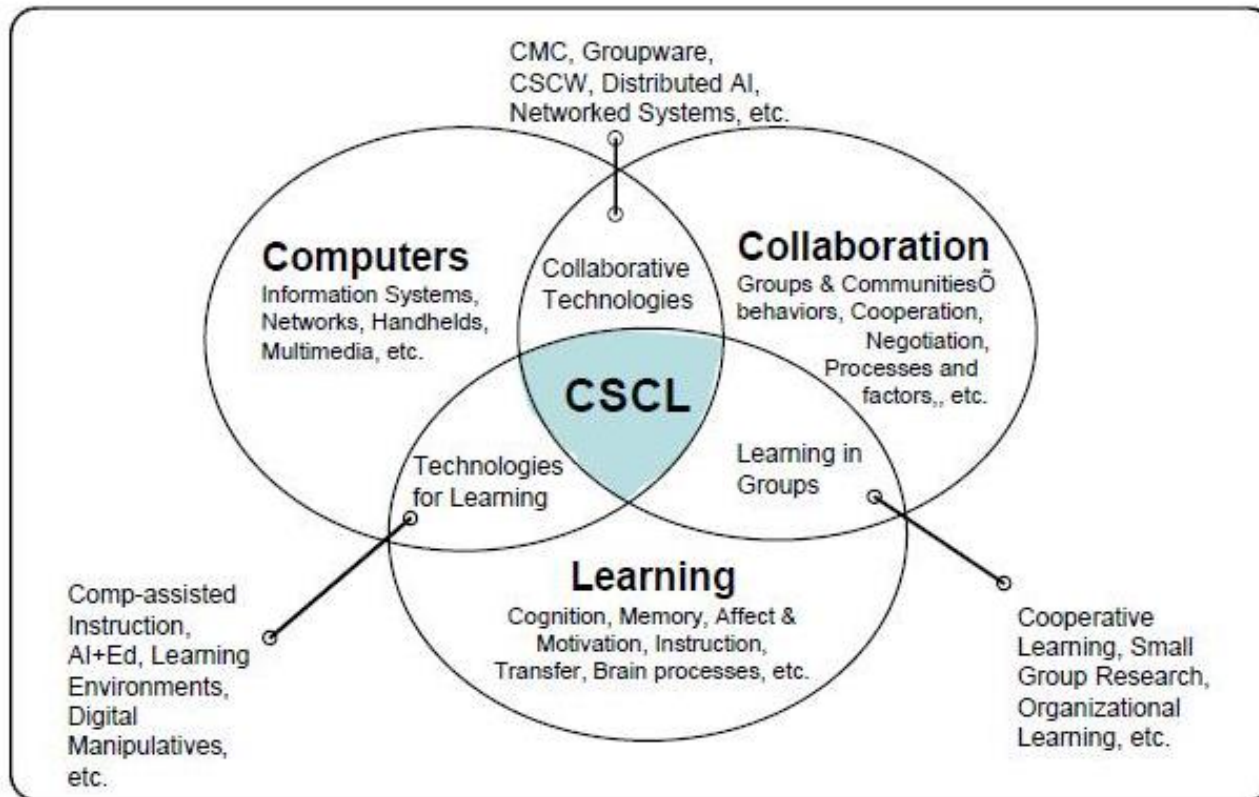 CMC, Groupware,
CSCW, Distributed AI,
Networked Systems, etc.
Computers
Information Systems,
Networks, Handhelds,
Multimedia, etc.
Collaborative
Technologies
Collaboration
Groups & CommunitiesÕ
behaviors, Cooperation,
Negotiation,
Processes and
factors,, etc.
CSCL
Technologies
for Learning
Learning in
Groups
Learning
Cognition, Memory, Affect &
Motivation, Instruction,
Transfer, Brain processes, etc.
Comp-assisted
Instruction,
AI+Ed, Learning
Environments,
Digital
Manipulatives,
etc.
Cooperative
Learning, Small
Group Research,
Organizational
Learning, etc.